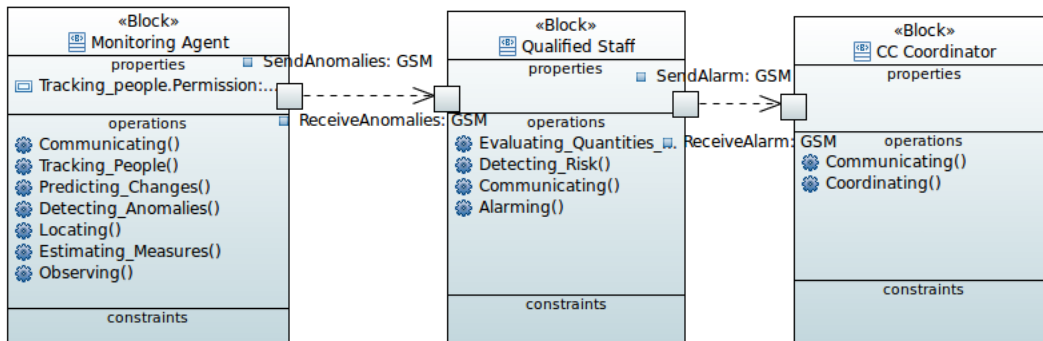 «Block»
Monitoring Agent
properties
Tracking_people.Permission:...
operations
Communicating()
Tracking_People()
Predicting_Changes()
Detecting_Anomalies()
Locating()
Estimating_Measures()
Observing()
constraints
SendAnomalies: GSM
ReceiveAnomalies: GSM
«Block»
Qualified Staff
properties
operations
Evaluating_Quantities_...
Detecting_Risk()
Communicating()
Alarming()
constraints
SendAlarm: GSM
ReceiveAlarm: GSM
«Block»
CC Coordinator
properties
operations
Communicating()
Coordinating()
constraints